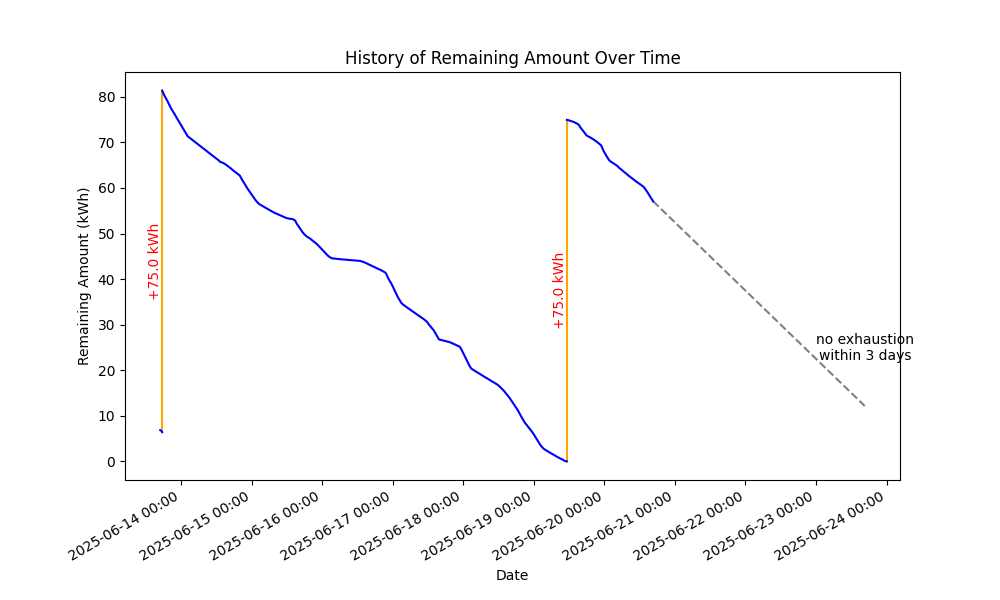 History of Remaining Amount Over Time
Remaining Amount (kWh)
80
70
60
50
40
30
20
10
0
+75.0 kWh
+75.0 kWh
no exhaustion
within 3 days
2025-06-14 00:00
2025-06-15 00:00
2025-06-16 00:00
2025-06-17 00:00
2025-06-18 00:00
2025-06-19 00:00
2025-06-20 00:00
2025-06-21 00:00
2025-06-22 00:00
2025-06-23 00:00
2025-06-24 00:00
Date